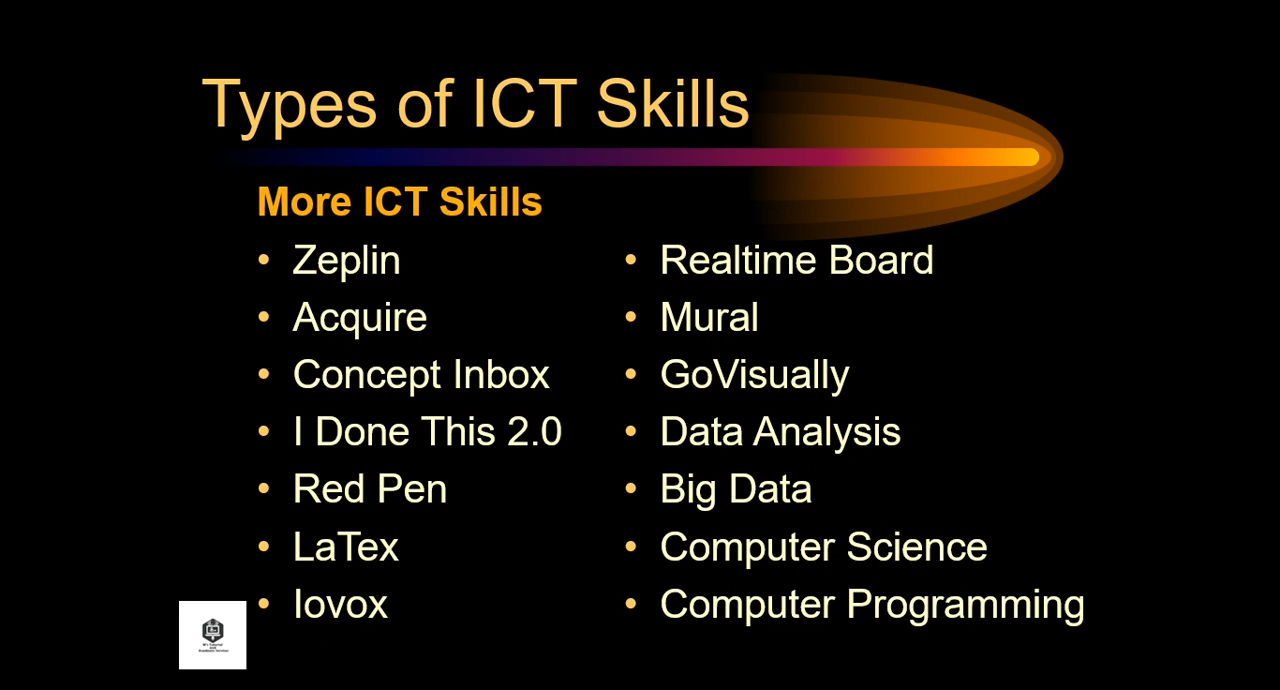 Types of ICT Skills
More ICT Skills
• Zeplin
• Acquire
• Concept Inbox
• I Done This 2.0
• Red Pen
• LaTex
• Iovox
• Realtime Board
• Mural
• GoVisually
• Data Analysis
• Big Data
• Computer Science
• Computer Programming